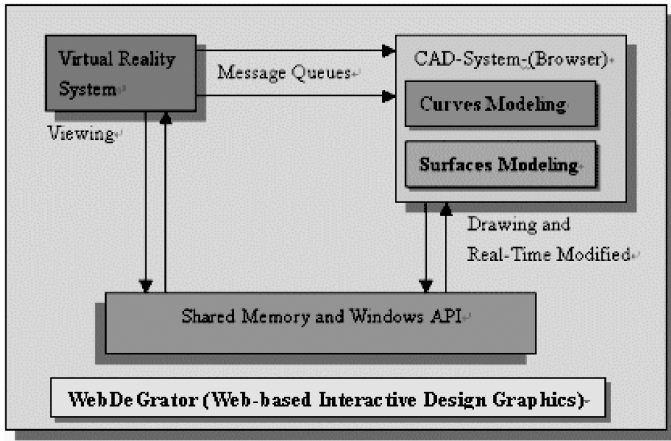 Virtual Reality
System
Message Queues
CAD-System-(Browser)
Curves Modeling
Surfaces Modeling
Viewing
Drawing and
Real-Time Modified
Shared Memory and Windows API
WebDeGrator (Web-based Interactive Design Graphics)